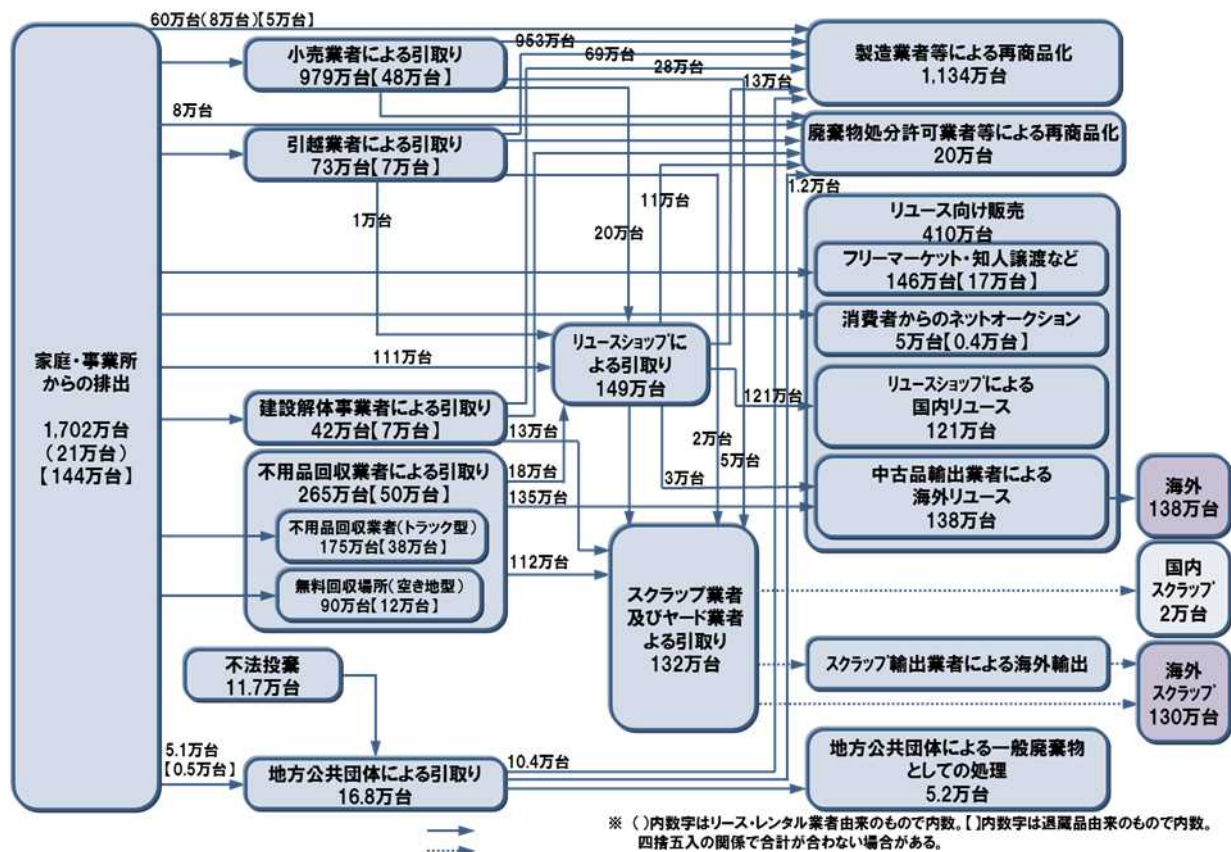 60万台(8万台)【5万台】
小売業者による引取り
979万台【48万台】
953万台
69万台
28万台
13万台
製造業者等による再商品化
1,134万台
8万台
引越業者による引取り
73万台【7万台】
廃棄物処分許可業者等による再商品化
20万台
1.2万台
1万台
11万台
20万台
リユース向け販売
410万台
フリーマーケット・知人譲渡など
146万台【17万台】
消費者からのネットオークション
5万台【0.4万台】
家庭・事業所
からの排出
1,702万台
(21万台)
【144万台】
111万台
リユースショップに
よる引取り
149万台
121万台
リユースショップによる
国内リユース
121万台
建設解体事業者による引取り
42万台【7万台】
13万台
2万台
5万台
3万台
不用品回収業者による引取り
265万台【50万台】
18万台
135万台
中古品輸出業者による
海外リユース
138万台
海外
138万台
不用品回収業者(トラック型)
175万台【38万台】
無料回収場所(空き地型)
90万台【12万台】
112万台
スクラップ業者
及びヤード業者
よる引取り
132万台
国内
スクラップ
2万台
スクラップ輸出業者による海外輸出
海外
スクラップ
130万台
不法投棄
11.7万台
5.1万台
【0.5万台】
地方公共団体による引取り
16.8万台
10.4万台
地方公共団体による一般廃棄物
としての処理
5.2万台
※ ( )内数字はリース・レンタル業者由来のもので内数。【 】内数字は退蔵品由来のもので内数。
四捨五入の関係で合計が合わない場合がある。